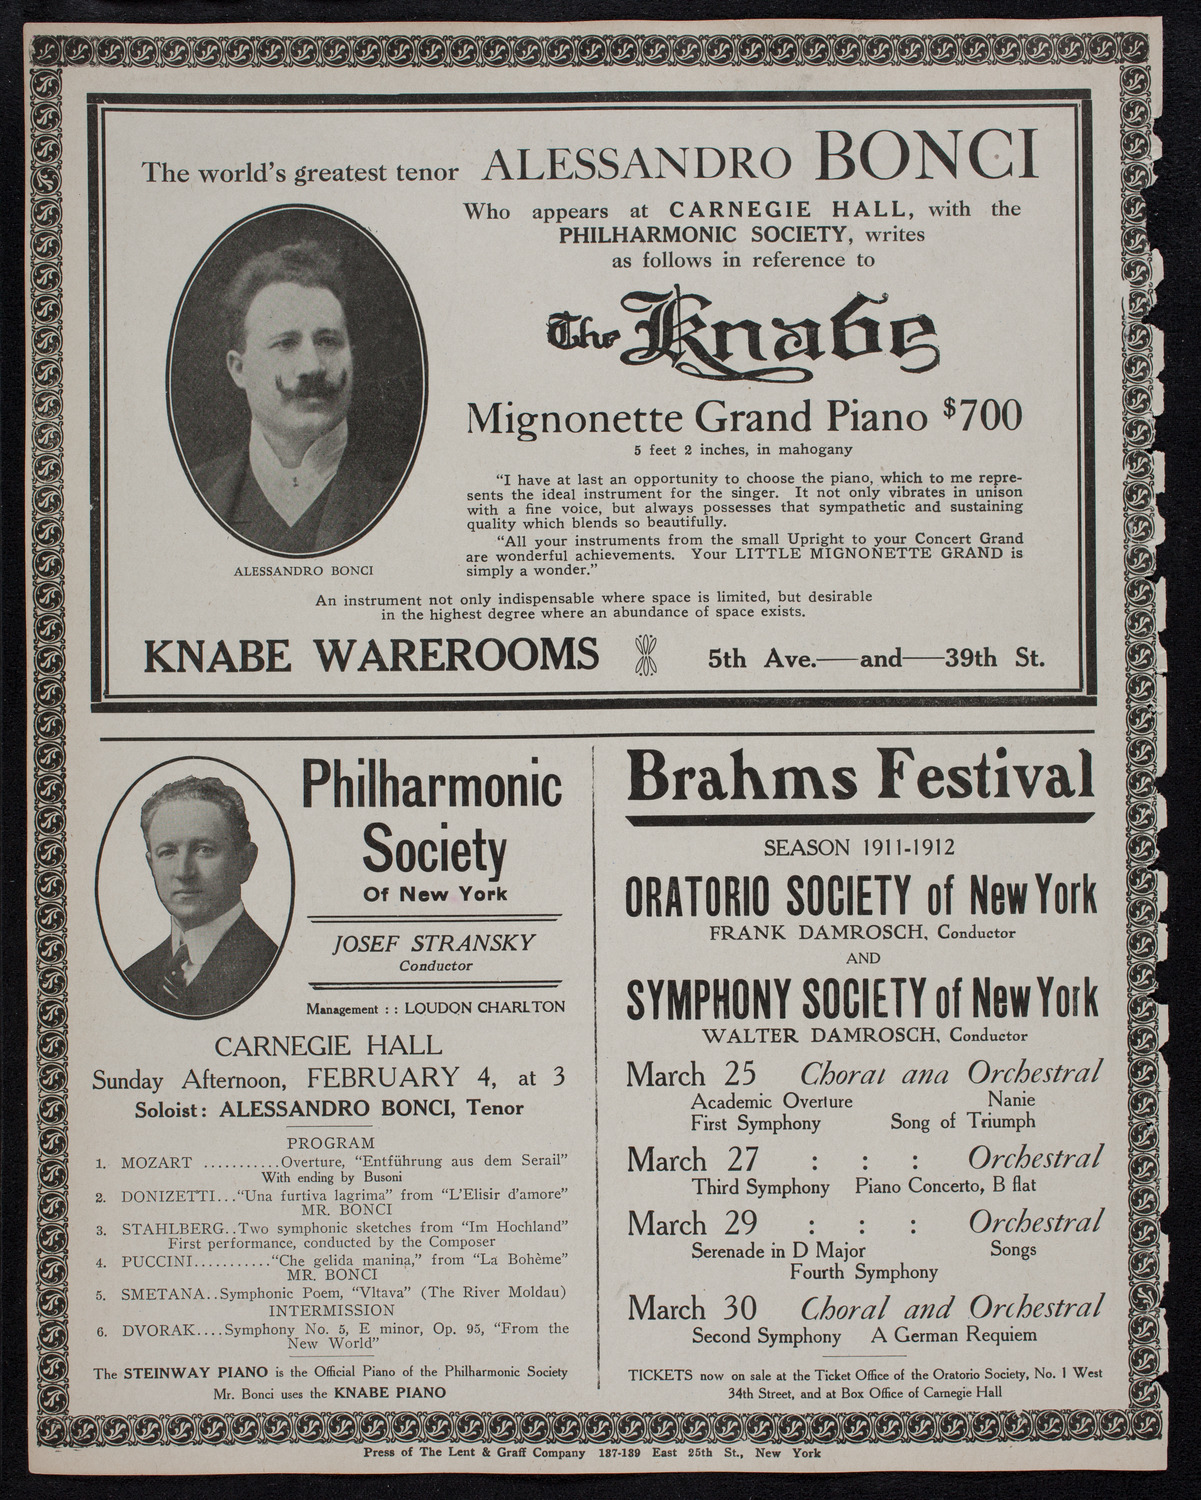 The world's greatest tenor ALESSANDRO BONCI
Who appears at CARNEGIE HALL, with the
PHILHARMONIC SOCIETY, writes
as follows in reference to
The Knabe
Mignonette Grand Piano $700
5 feet 2 inches, in mahogany
"I have at last an opportunity to choose the piano, which to me repre-
sents the ideal instrument for the singer. It not only vibrates in unison
with a fine voice, but always possesses that sympathetic and sustaining
quality which blends so beautifully.
"All your instruments from the small Upright to your Concert Grand
are wonderful achievements. Your LITTLE MIGNONETTE GRAND is
simply a wonder."
ALESSANDRO BONCI
An instrument not only indispensable where space is limited, but desirable
in the highest degree where an abundance of space exists.
KNABE WAREROOMS 5th Ave.—and—39th St.
Philharmonic
Society
Of New York
JOSEF STRANSKY
Conductor
Management : : LOUDON CHARLTON
CARNEGIE HALL
Sunday Afternoon, FEBRUARY 4, at 3
Soloist: ALESSANDRO BONCI, Tenor
PROGRAM
1. MOZART ...........Overture, "Entführung aus dem Serail"
With ending by Busoni
2. DONIZETTI..."Una furtiva lagrima" from "L'Elisir d'amore"
MR. BONCI
3. STAHLBERG..Two symphonic sketches from "Im Hochland"
First performance, conducted by the Composer
4. PUCCINI..........."Che gelida manina," from "La Bohème"
MR. BONCI
5. SMETANA..Symphonic Poem, "Vltava" (The River Moldau)
INTERMISSION
6. DVORAK....Symphony No. 5, E minor, Op. 95, "From the
New World"
The STEINWAY PIANO is the Official Piano of the Philharmonic Society
Mr. Bonci uses the KNABE PIANO
Brahms Festival
SEASON 1911-1912
ORATORIO SOCIETY of New York
FRANK DAMROSCH, Conductor
AND
SYMPHONY SOCIETY of New York
WALTER DAMROSCH, Conductor
March 25 Choral and Orchestral
Academic Overture Nanie
First Symphony Song of Triumph
March 27 : : : Orchestral
Third Symphony Piano Concerto, B flat
March 29 : : : Orchestral
Serenade in D Major Songs
Fourth Symphony
March 30 Choral and Orchestral
Second Symphony A German Requiem
TICKETS now on sale at the Ticket Office of the Oratorio Society, No. 1 West
34th Street, and at Box Office of Carnegie Hall
Press of The Lent & Graff Company 137-139 East 25th St., New York